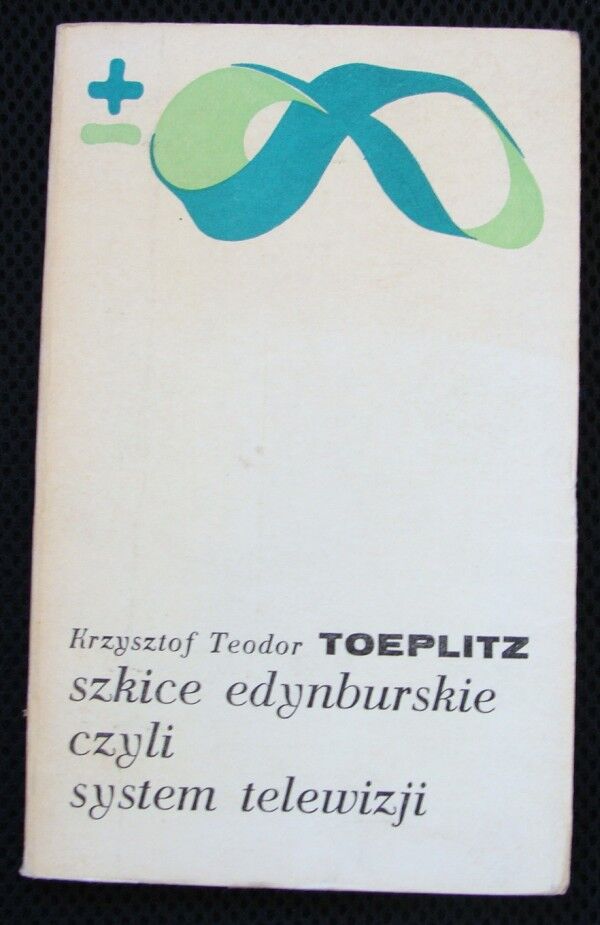 ±
Krzysztof Teodor TOEPLITZ
szkice edynburskie
czyli
system telewizji